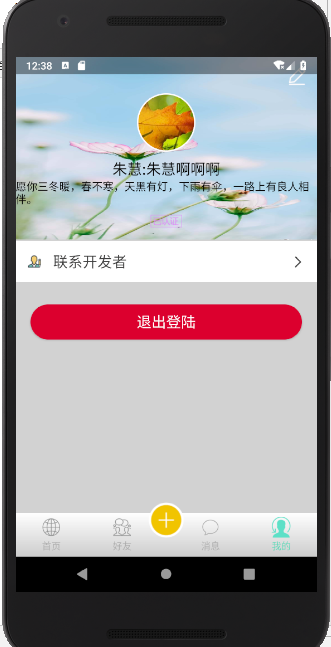 12:38
朱慧:朱慧啊啊啊
愿你三冬暖，春不寒，天黑有灯，下雨有伞，一路上有良人相
伴。
联系开发者
退出登陆
首页
好友
消息
我的